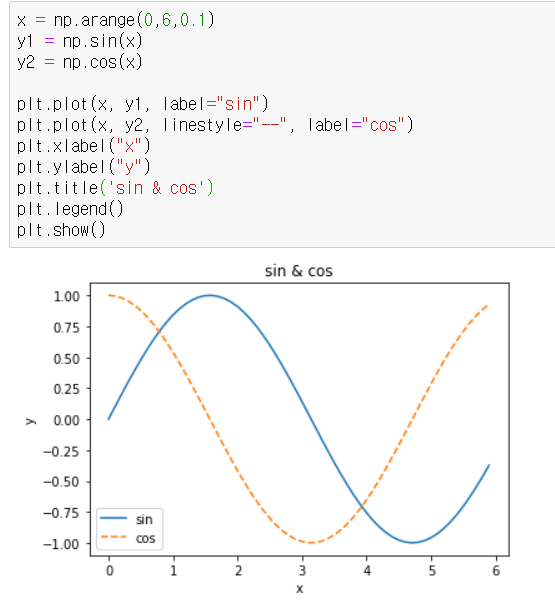 x = np.arange(0,6,0.1)
y1 = np.sin(x)
y2 = np.cos(x)
plt.plot(x, y1, label="sin")
plt.plot(x, y2, linestyle="--", label="cos")
plt.xlabel("x")
plt.ylabel("y")
plt.title('sin & cos')
plt.legend()
plt.show()
sin & cos
1.00
0.75
0.50
0.25
0.00
−0.25
−0.50
−0.75
−1.00
y
sin
cos
0 1 2 3 4 5 6
x